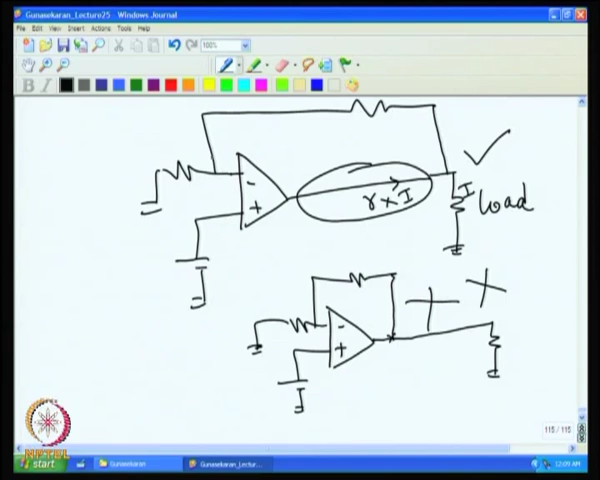 Gunasekaran_Lecture25 - Windows Journal
File Edit View Insert Actions Tools Help
100%
B I
-
+
r x I
I
load
-
+
115 / 115
NPTEL
start
Gunasekaran
Gunasekaran_Lectur...
12:09 AM